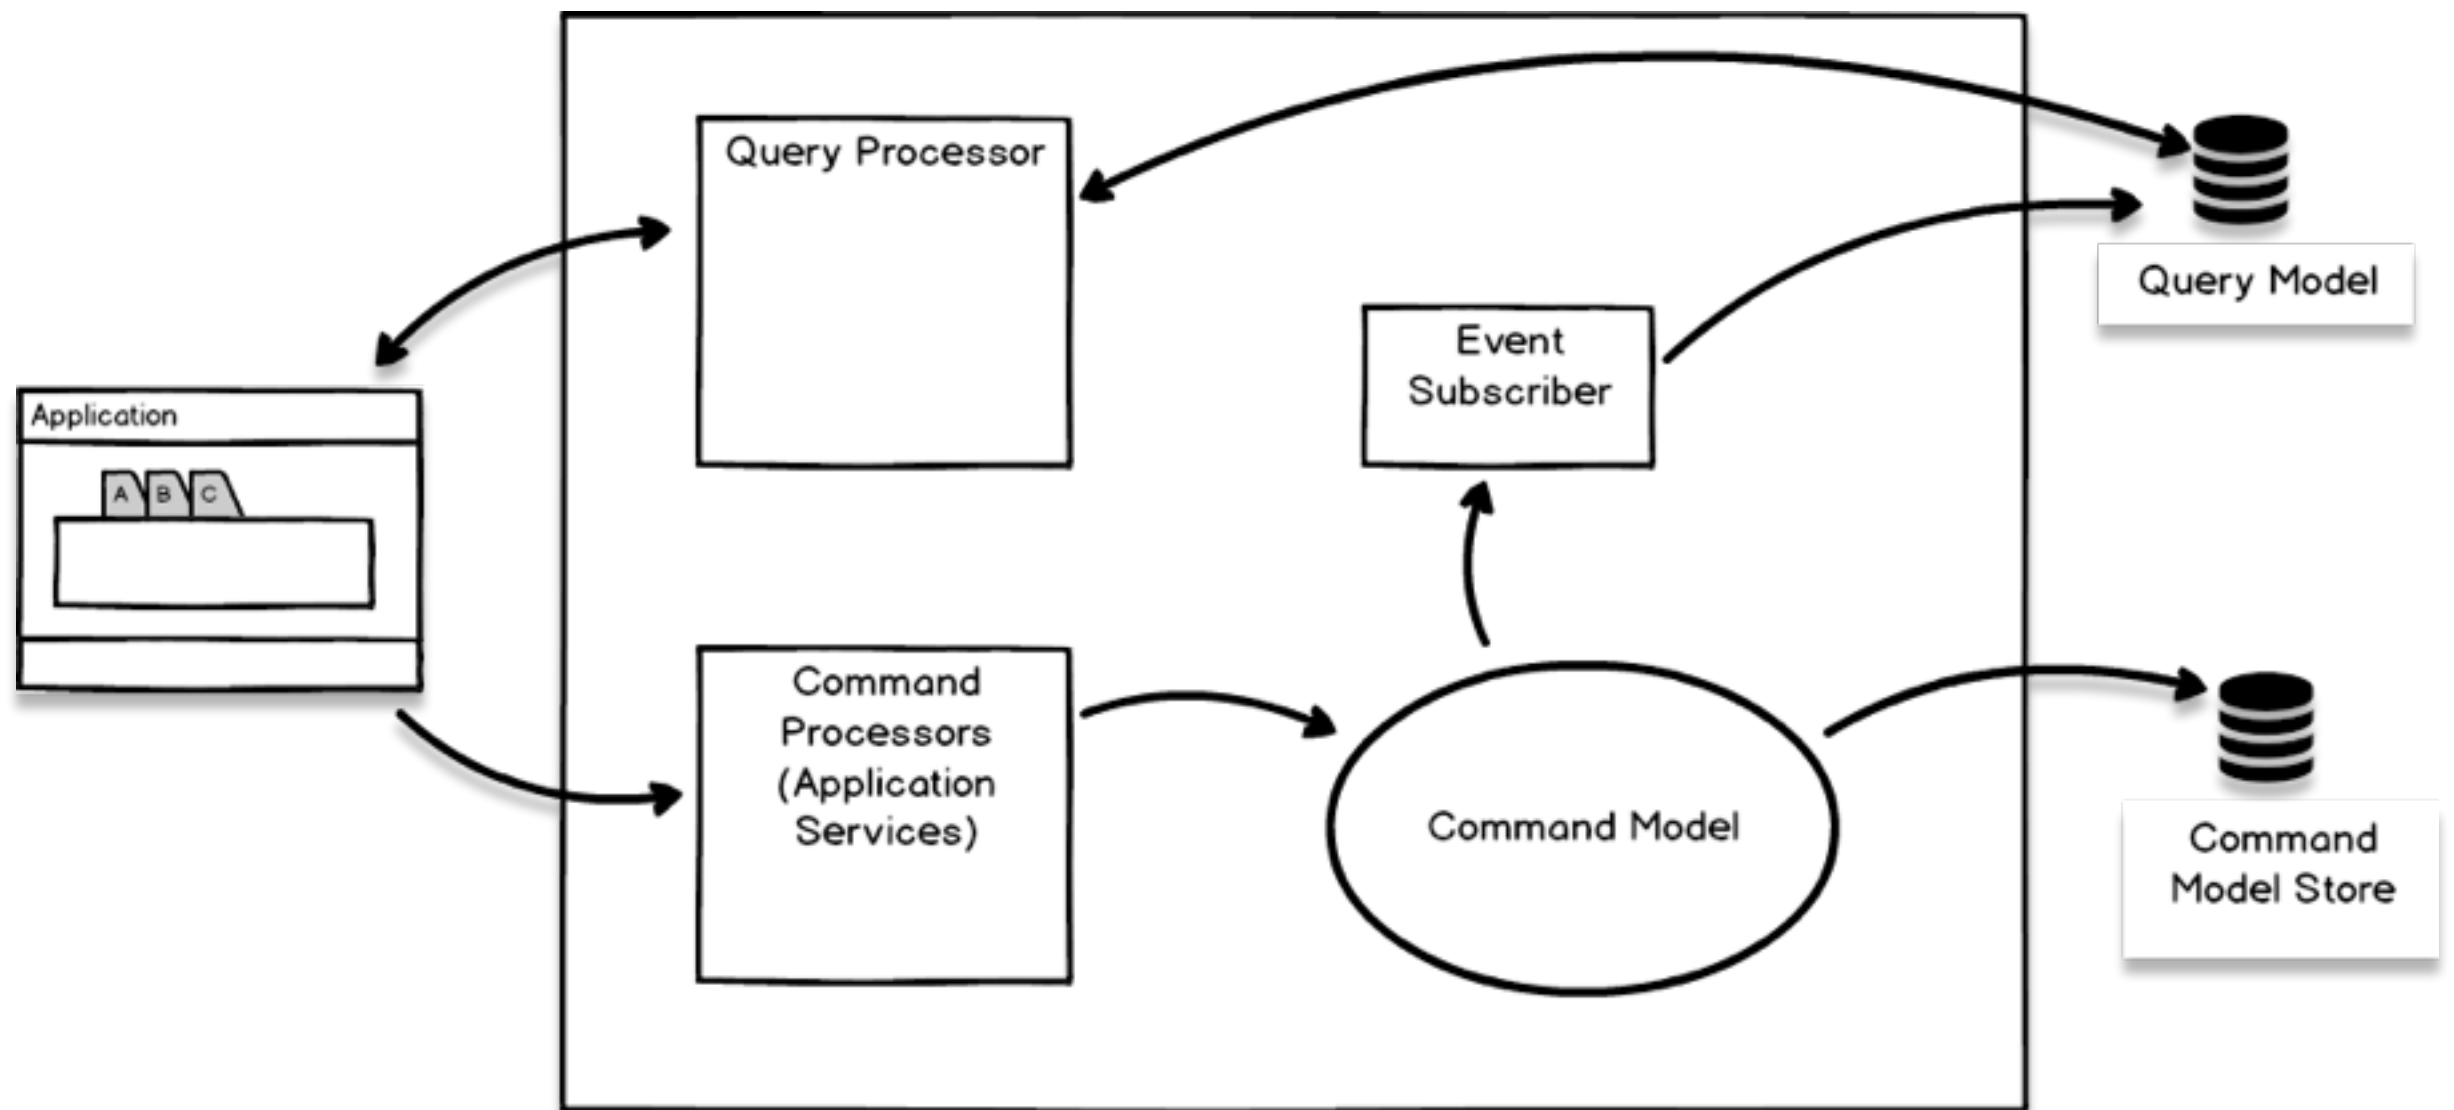 Query Processor
Query Model
Event
Subscriber
Application
A B C
Command
Processors
(Application
Services)
Command Model
Command
Model Store